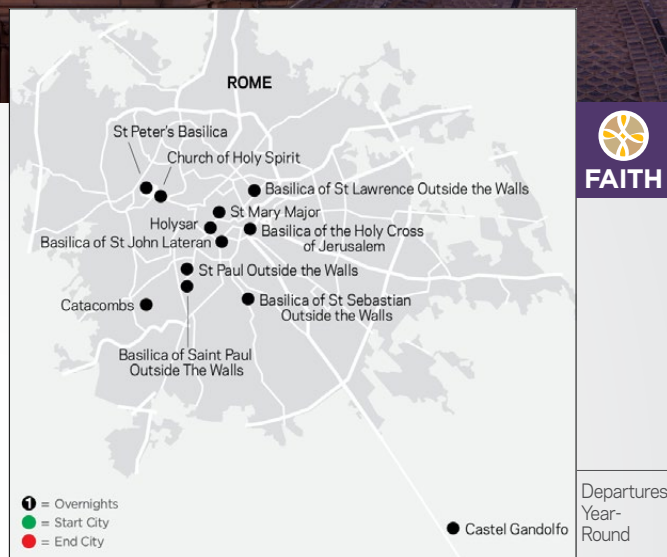 ROME
St Peter's Basilica
Church of Holy Spirit
Basilica of St Lawrence Outside the Walls
St Mary Major
Holysar
Basilica of the Holy Cross
of Jerusalem
Basilica of St John Lateran
St Paul Outside the Walls
Catacombs
Basilica of St Sebastian
Outside the Walls
Basilica of Saint Paul
Outside The Walls
1 = Overnights
= Start City
= End City
Castel Gandolfo
FAITH
Departures
Year-
Round